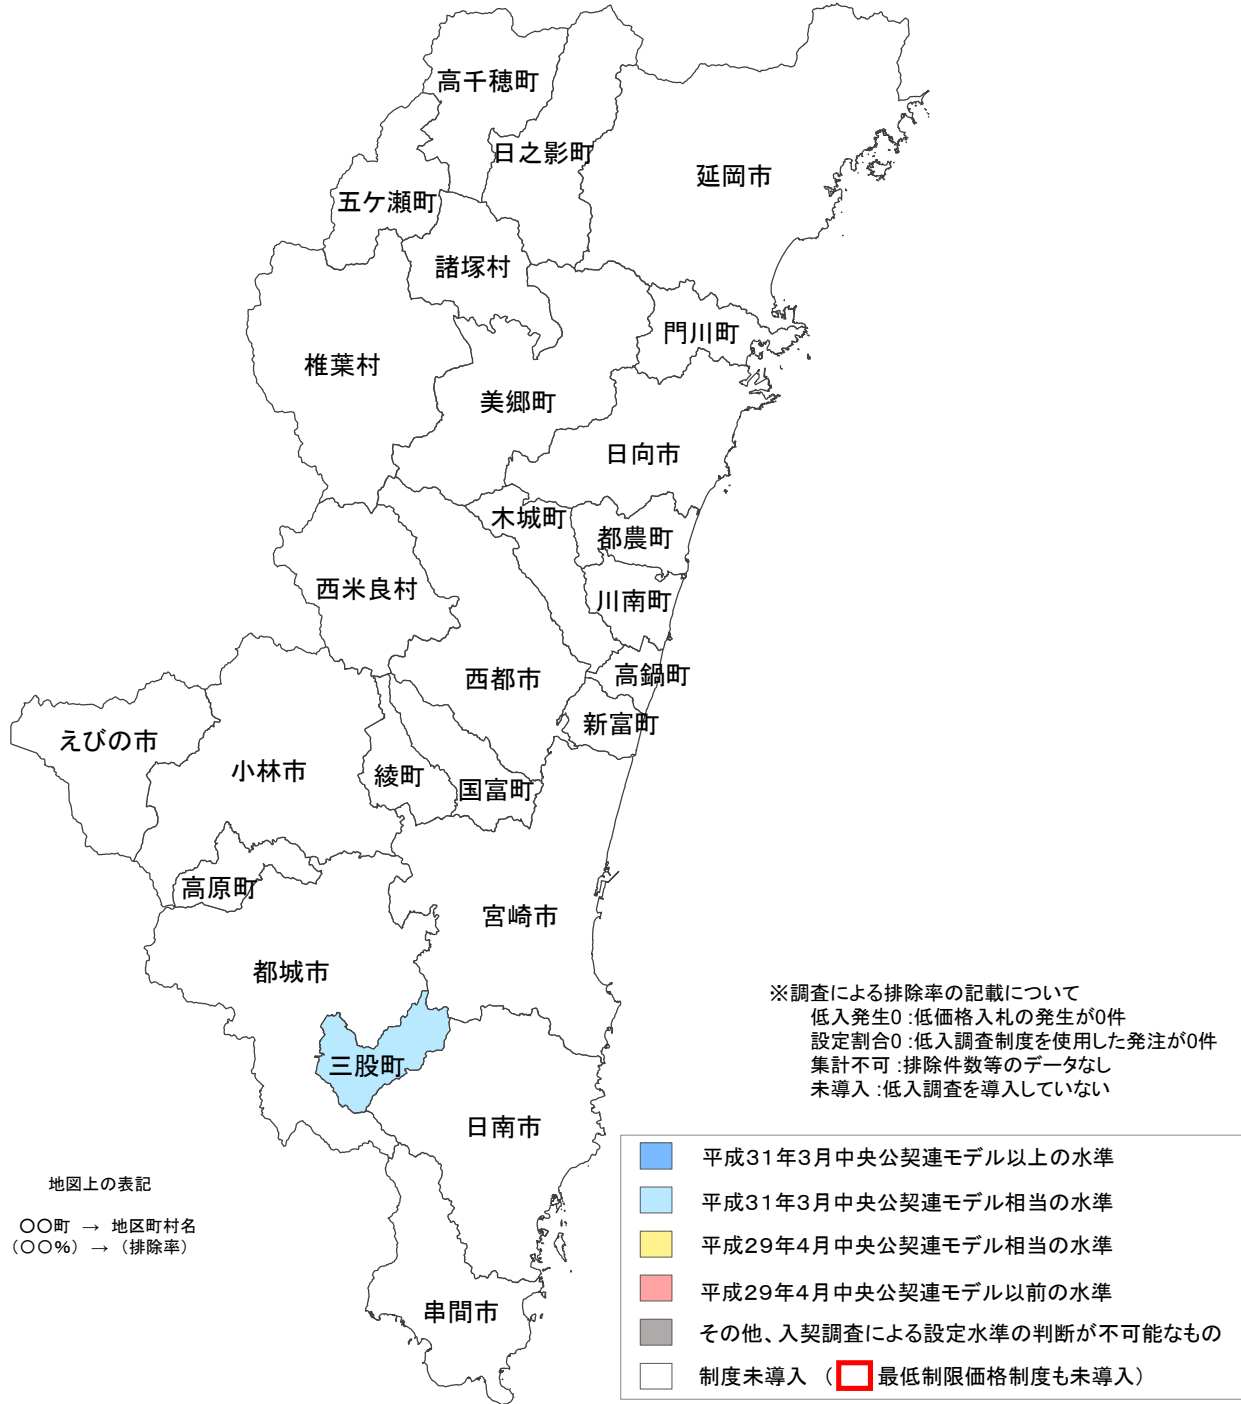 高千穂町
日之影町
延岡市
五ケ瀬町
諸塚村
門川町
椎葉村
美郷町
日向市
木城町
都農町
西米良村
川南町
西都市
高鍋町
新富町
えびの市
小林市
綾町
国富町
高原町
宮崎市
都城市
三股町
日南市
串間市
※調査による排除率の記載について
低入発生0：低価格入札の発生が0件
設定割合0：低入調査制度を使用した発注が0件
集計不可：排除件数等のデータなし
未導入：低入調査を導入していない
地図上の表記
〇〇町 → 地区町村名
（〇〇%）→（排除率）
平成31年3月中央公契連モデル以上の水準
平成31年3月中央公契連モデル相当の水準
平成29年4月中央公契連モデル相当の水準
平成29年4月中央公契連モデル以前の水準
その他、入契調査による設定水準の判断が不可能なもの
制度未導入 （ 最低制限価格制度も未導入）